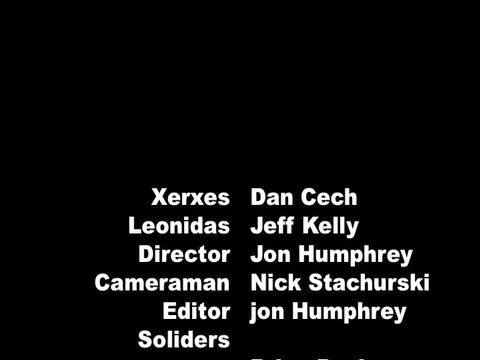 Xerxes Dan Cech
Leonidas Jeff Kelly
Director Jon Humphrey
Cameraman Nick Stachurski
Editor jon Humphrey
Soliders